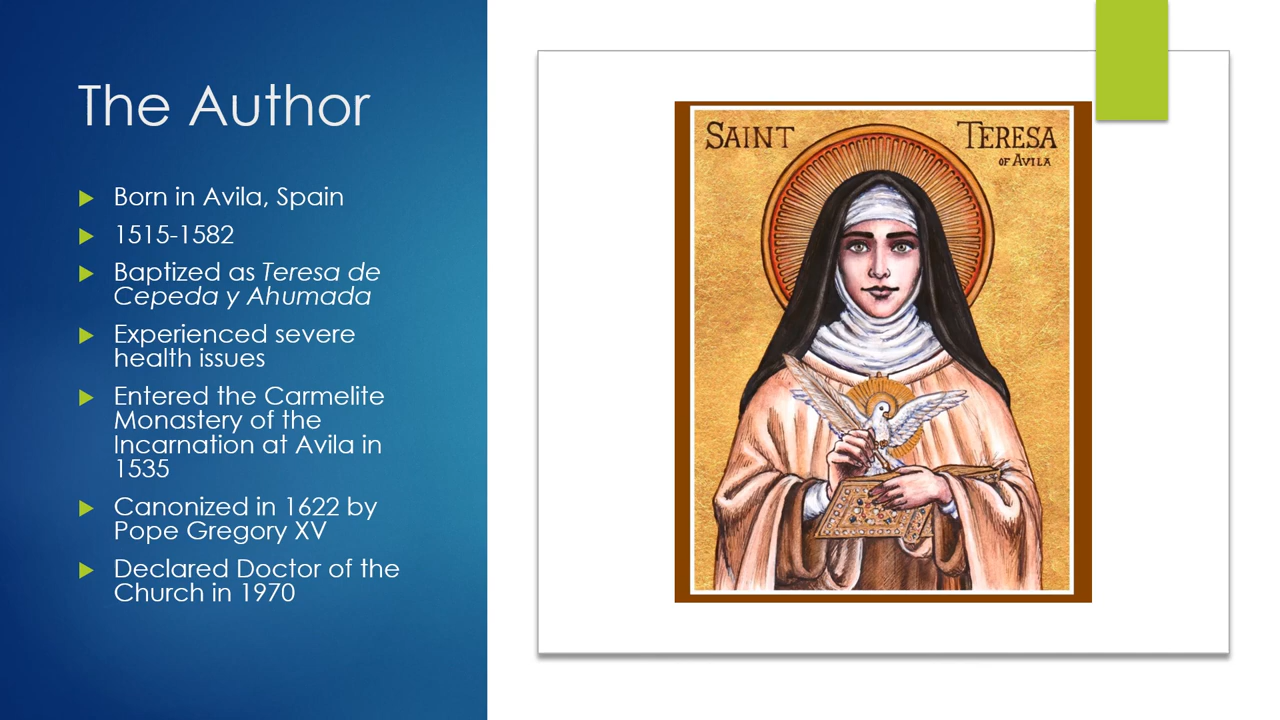 The Author
Born in Avila, Spain
1515-1582
Baptized as Teresa de
Cepeda y Ahumada
Experienced severe
health issues
Entered the Carmelite
Monastery of the
Incarnation at Avila in
1535
Canonized in 1622 by
Pope Gregory XV
Declared Doctor of the
Church in 1970
SAINT TERESA
OF AVILA